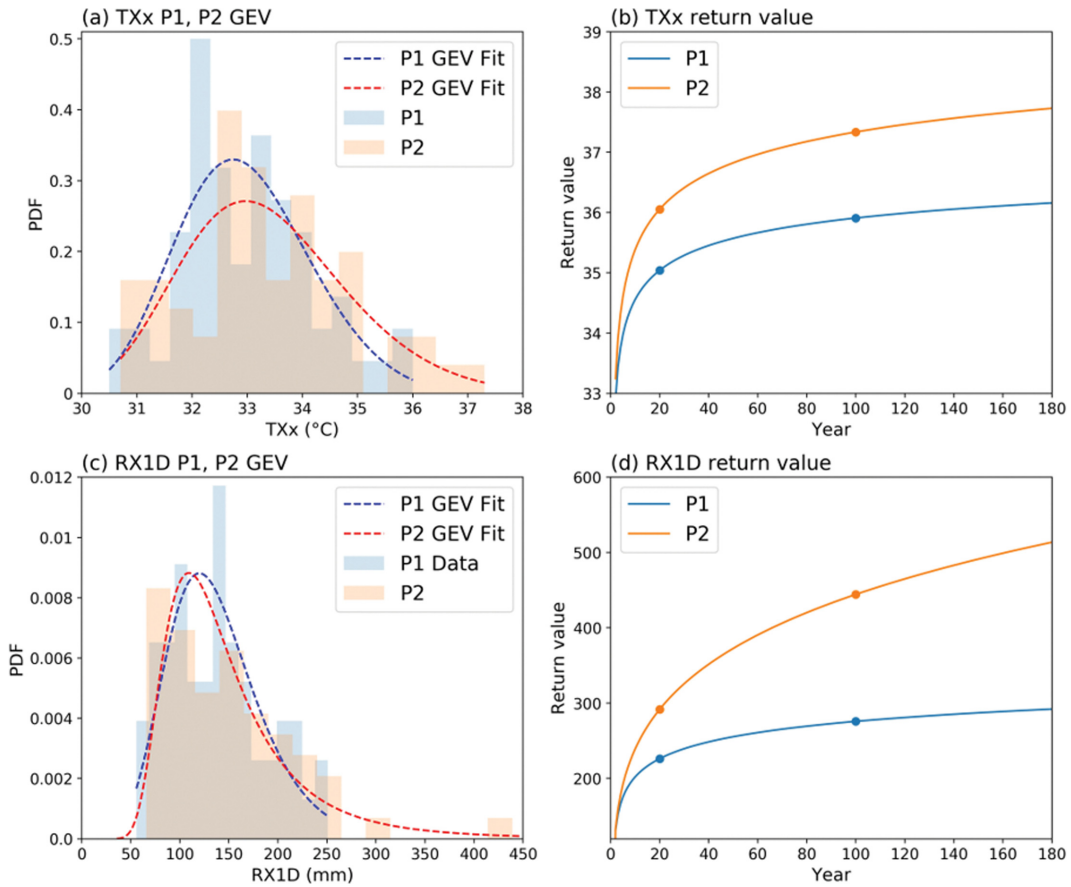 (a) TXx P1, P2 GEV
PDF
0.5
0.4
0.3
0.2
0.1
0
P1 GEV Fit
P2 GEV Fit
P1
P2
30 31 32 33 34 35 36 37 38
TXx (°C)
(b) TXx return value
Return value
39
38
37
36
35
34
33
P1
P2
0 20 40 60 80 100 120 140 160 180
Year
(c) RX1D P1, P2 GEV
PDF
0.012
0.01
0.008
0.006
0.004
0.002
0.0
P1 GEV Fit
P2 GEV Fit
P1 Data
P2
0 50 100 150 200 250 300 350 400 450
RX1D (mm)
(d) RX1D return value
Return value
600
500
400
300
200
P1
P2
0 20 40 60 80 100 120 140 160 180
Year